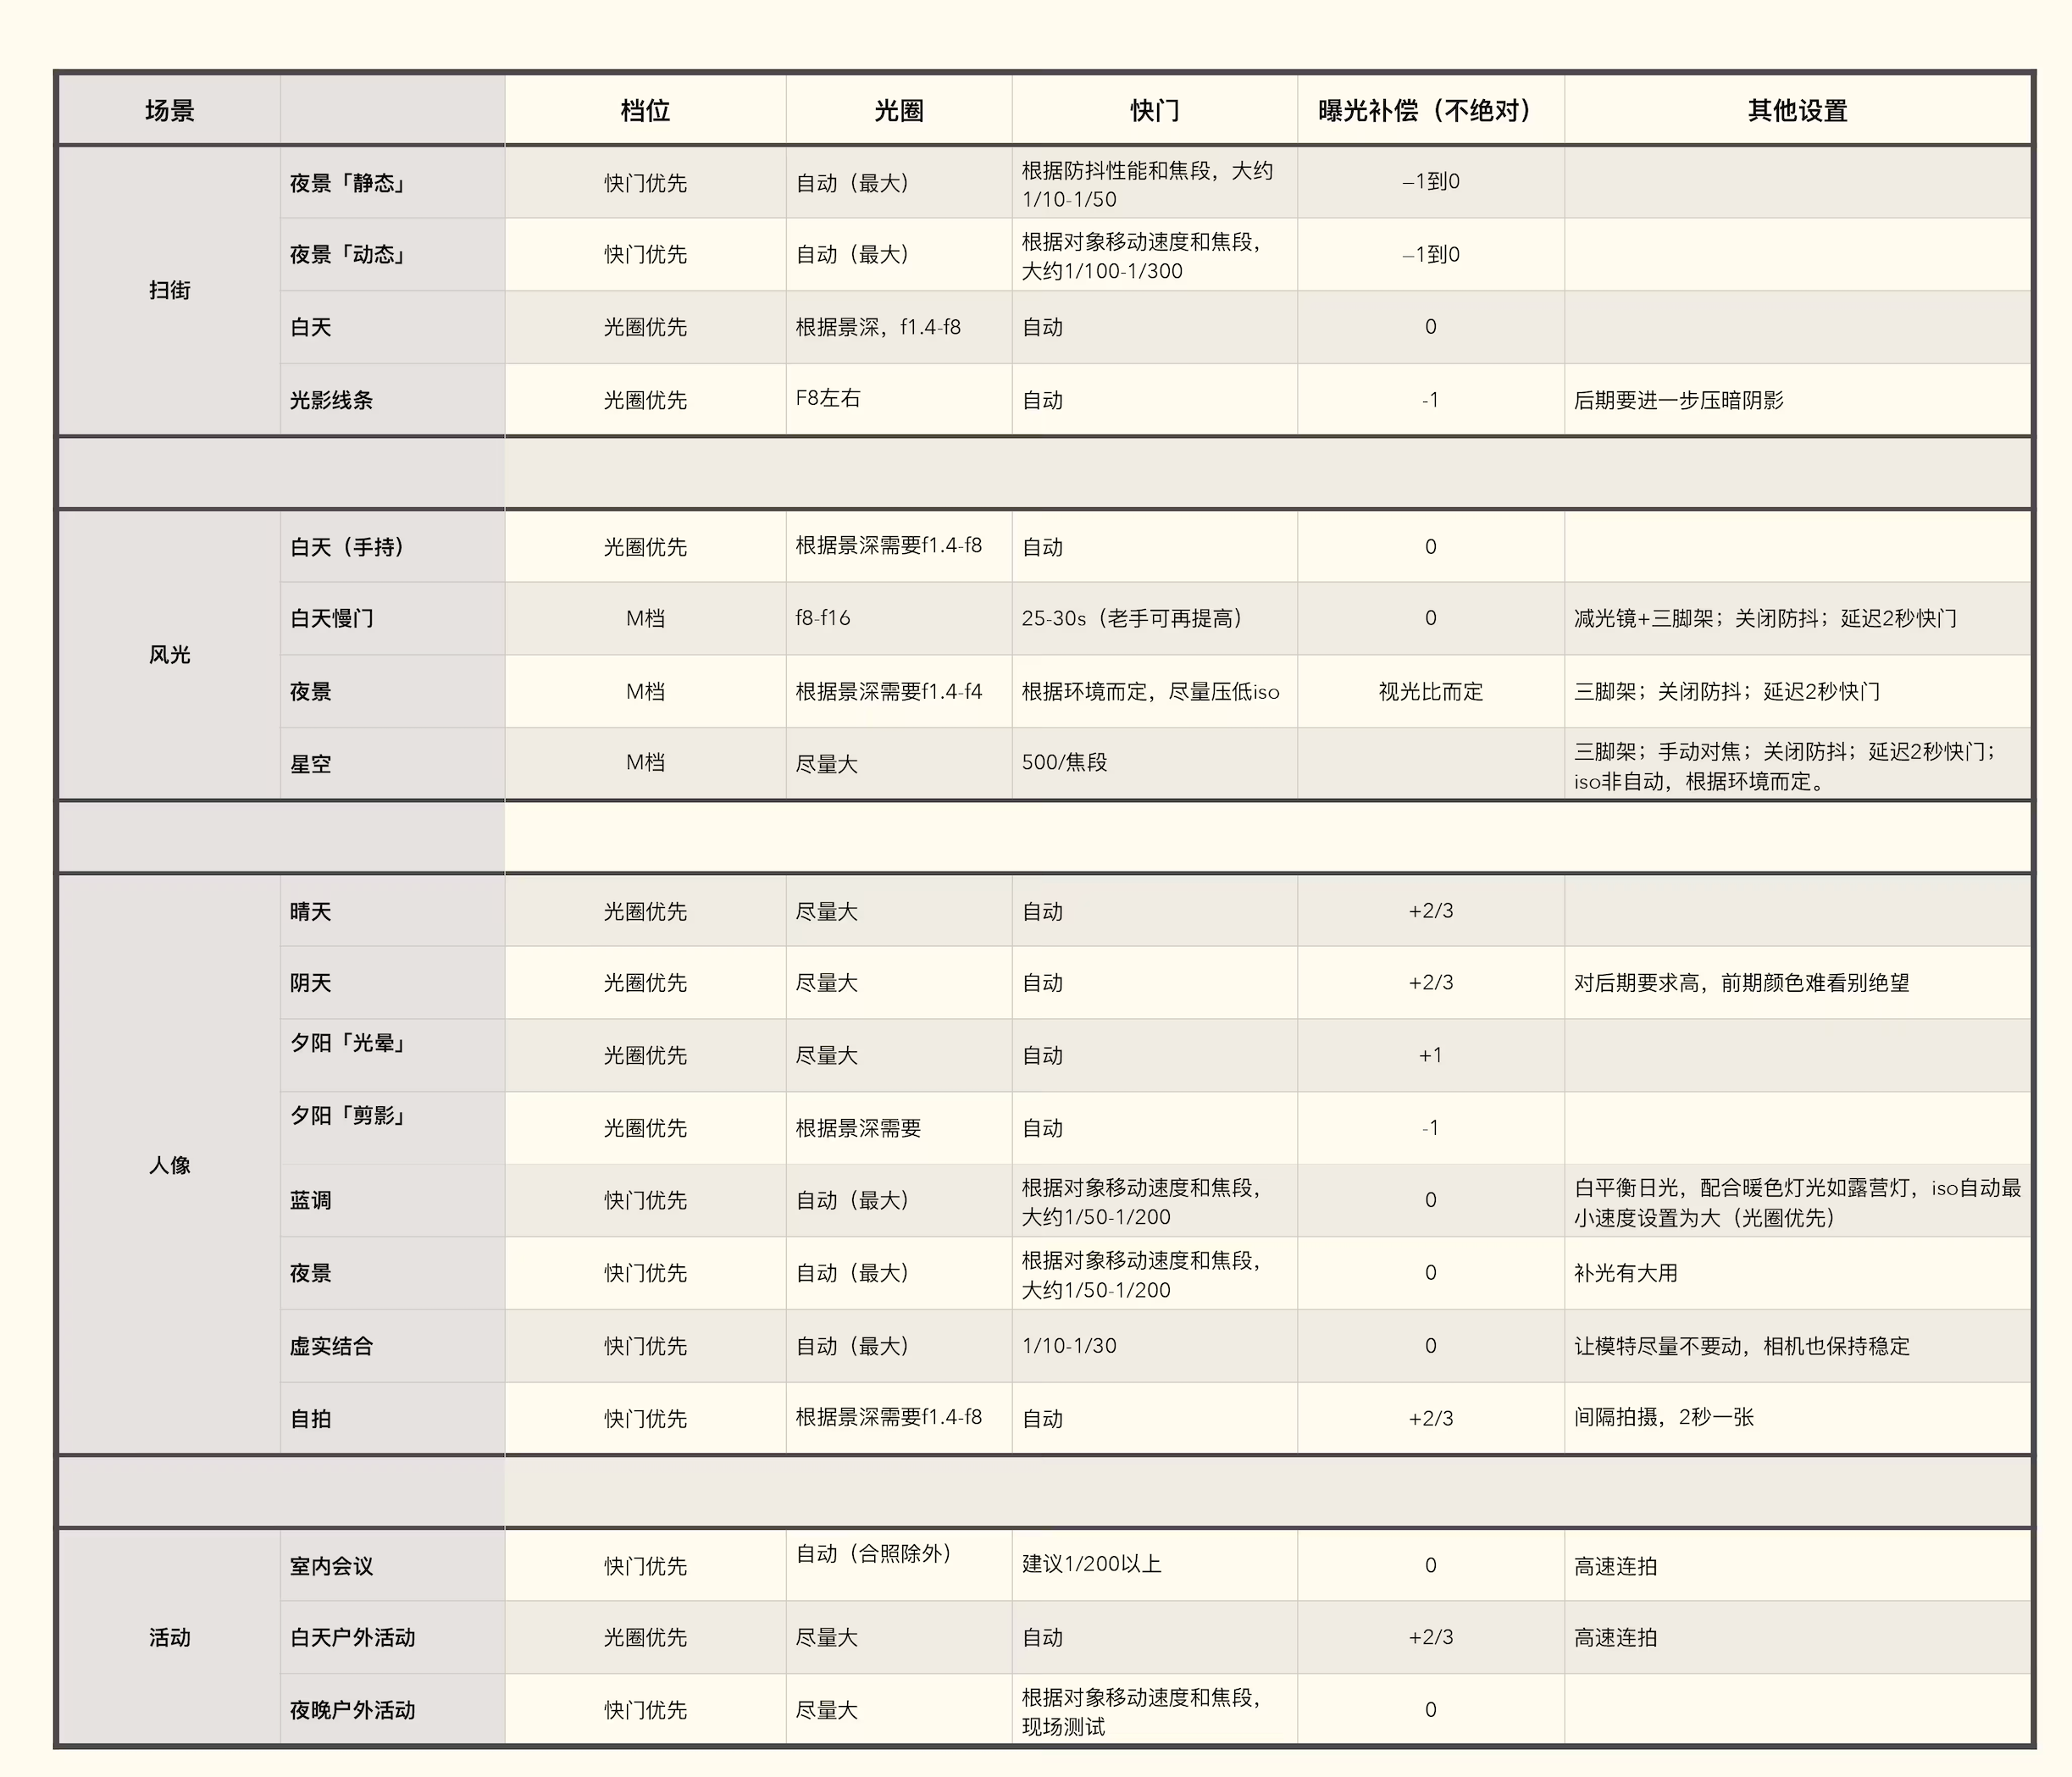 场景 档位 光圈 快门 曝光补偿（不绝对） 其他设置
扫街
夜景「静态」 快门优先 自动（最大） 根据防抖性能和焦段，大约
1/10-1/50 –1到0
夜景「动态」 快门优先 自动（最大） 根据对象移动速度和焦段，
大约1/100-1/300 –1到0
白天 光圈优先 根据景深，f1.4-f8 自动 0
光影线条 光圈优先 F8左右 自动 -1 后期要进一步压暗阴影
风光
白天（手持） 光圈优先 根据景深需要f1.4-f8 自动 0
白天慢门 M档 f8-f16 25-30s（老手可再提高） 0 减光镜+三脚架；关闭防抖；延迟2秒快门
夜景 M档 根据景深需要f1.4-f4 根据环境而定，尽量压低iso 视光比而定 三脚架；关闭防抖；延迟2秒快门
星空 M档 尽量大 500/焦段 三脚架；手动对焦；关闭防抖；延迟2秒快门；
iso非自动，根据环境而定。
人像
晴天 光圈优先 尽量大 自动 +2/3
阴天 光圈优先 尽量大 自动 +2/3 对后期要求高，前期颜色难看别绝望
夕阳「光晕」 光圈优先 尽量大 自动 +1
夕阳「剪影」 光圈优先 根据景深需要 自动 -1
蓝调 快门优先 自动（最大） 根据对象移动速度和焦段，
大约1/50-1/200 0 白平衡日光，配合暖色灯光如露营灯，iso自动最
小速度设置为大（光圈优先）
夜景 快门优先 自动（最大） 根据对象移动速度和焦段，
大约1/50-1/200 0 补光有大用
虚实结合 快门优先 自动（最大） 1/10-1/30 0 让模特尽量不要动，相机也保持稳定
自拍 快门优先 根据景深需要f1.4-f8 自动 +2/3 间隔拍摄，2秒一张
活动
室内会议 快门优先 自动（合照除外） 建议1/200以上 0 高速连拍
白天户外活动 光圈优先 尽量大 自动 +2/3 高速连拍
夜晚户外活动 快门优先 尽量大 根据对象移动速度和焦段，
现场测试 0